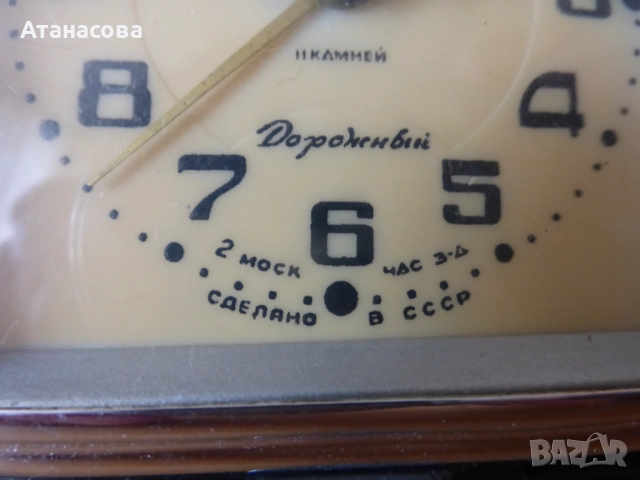 Атанасова
11 КАМНЕЙ
8
4
Дорожный
7
5
6
2 МОСК ЧАС З-Д
СДЕЛАНО В СССР
BAZAR